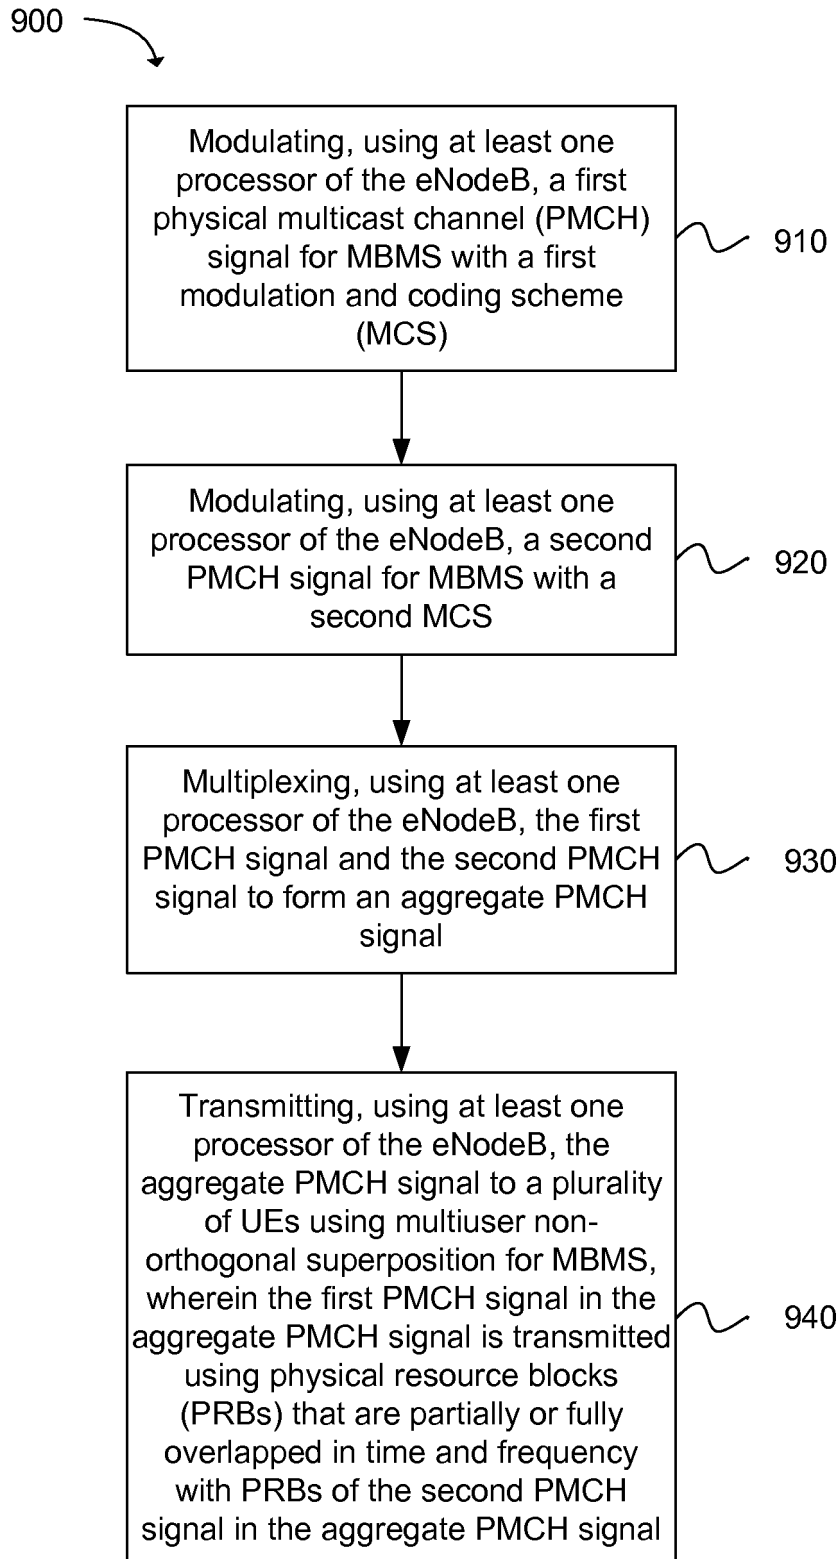 900
Modulating, using at least one
processor of the eNodeB, a first
physical multicast channel (PMCH)
signal for MBMS with a first
modulation and coding scheme
(MCS)
910
Modulating, using at least one
processor of the eNodeB, a second
PMCH signal for MBMS with a
second MCS
920
Multiplexing, using at least one
processor of the eNodeB, the first
PMCH signal and the second PMCH
signal to form an aggregate PMCH
signal
930
Transmitting, using at least one
processor of the eNodeB, the
aggregate PMCH signal to a plurality
of UEs using multiuser non-
orthogonal superposition for MBMS,
wherein the first PMCH signal in the
aggregate PMCH signal is transmitted
using physical resource blocks
(PRBs) that are partially or fully
overlapped in time and frequency
with PRBs of the second PMCH
signal in the aggregate PMCH signal
940